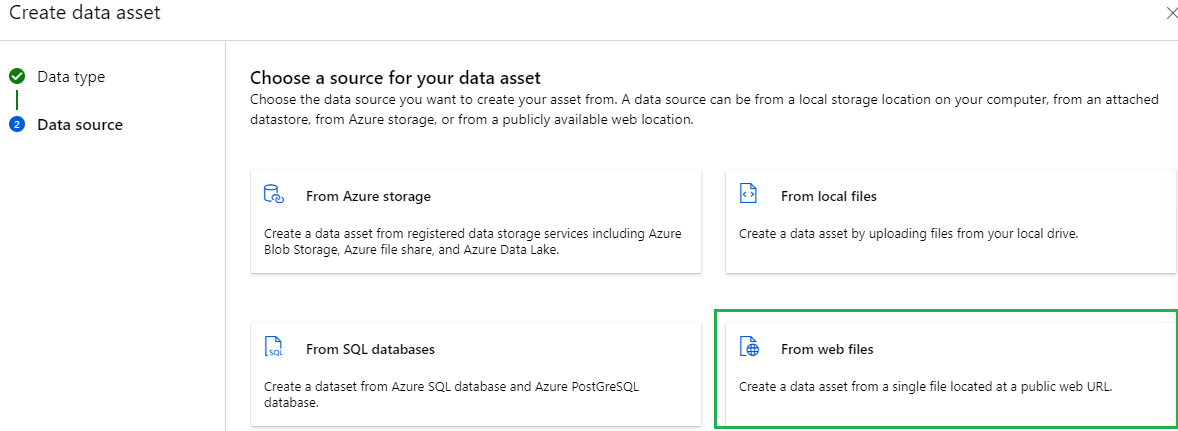 Create data asset
Data type
2
Data source
Choose a source for your data asset
Choose the data source you want to create your asset from. A data source can be from a local storage location on your computer, from an attached
datastore, from Azure storage, or from a publicly available web location.
From Azure storage
Create a data asset from registered data storage services including Azure
Blob Storage, Azure file share, and Azure Data Lake.
From local files
Create a data asset by uploading files from your local drive.
SQL
From SQL databases
Create a dataset from Azure SQL database and Azure PostGreSQL
database.
From web files
Create a data asset from a single file located at a public web URL.